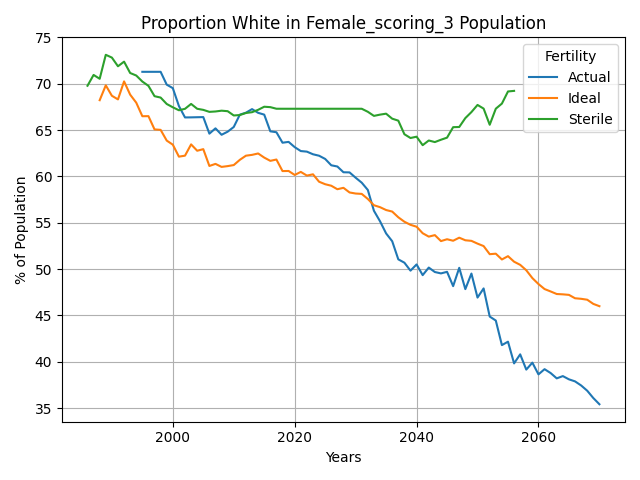 Proportion White in Female_scoring_3 Population
Fertility
Actual
Ideal
Sterile
% of Population
75
70
65
60
55
50
45
40
35
2000
2020
2040
2060
Years